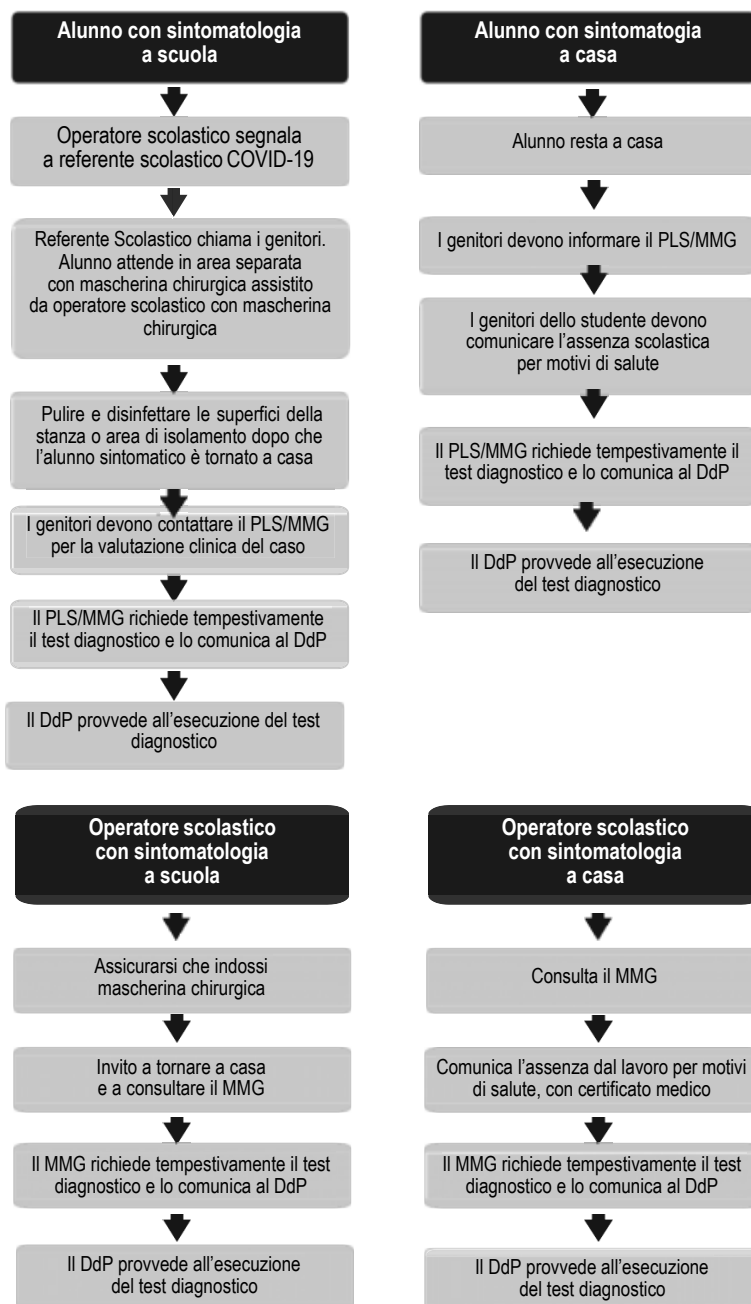 Alunno con sintomatologia
a scuola
Operatore scolastico segnala
a referente scolastico COVID-19
Referente Scolastico chiama i genitori.
Alunno attende in area separata
con mascherina chirurgica assistito
da operatore scolastico con mascherina
chirurgica
Pulire e disinfettare le superfici della
stanza o area di isolamento dopo che
l'alunno sintomatico è tornato a casa
I genitori devono contattare il PLS/MMG
per la valutazione clinica del caso
Il PLS/MMG richiede tempestivamente
il test diagnostico e lo comunica al DdP
Il DdP provvede all'esecuzione del test
diagnostico
Alunno con sintomatogia
a casa
Alunno resta a casa
I genitori devono informare il PLS/MMG
I genitori dello studente devono
comunicare l'assenza scolastica
per motivi di salute
Il PLS/MMG richiede tempestivamente il
test diagnostico e lo comunica al DdP
Il DdP provvede all'esecuzione
del test diagnostico
Operatore scolastico
con sintomatologia
a scuola
Assicurarsi che indossi
mascherina chirurgica
Invito a tornare a casa
e a consultare il MMG
Il MMG richiede tempestivamente il test
diagnostico e lo comunica al DdP
Il DdP provvede all'esecuzione
del test diagnostico
Operatore scolastico
con sintomatologia
a casa
Consulta il MMG
Comunica l'assenza dal lavoro per motivi
di salute, con certificato medico
Il MMG richiede tempestivamente il test
diagnostico e lo comunica al DdP
Il DdP provvede all'esecuzione
del test diagnostico